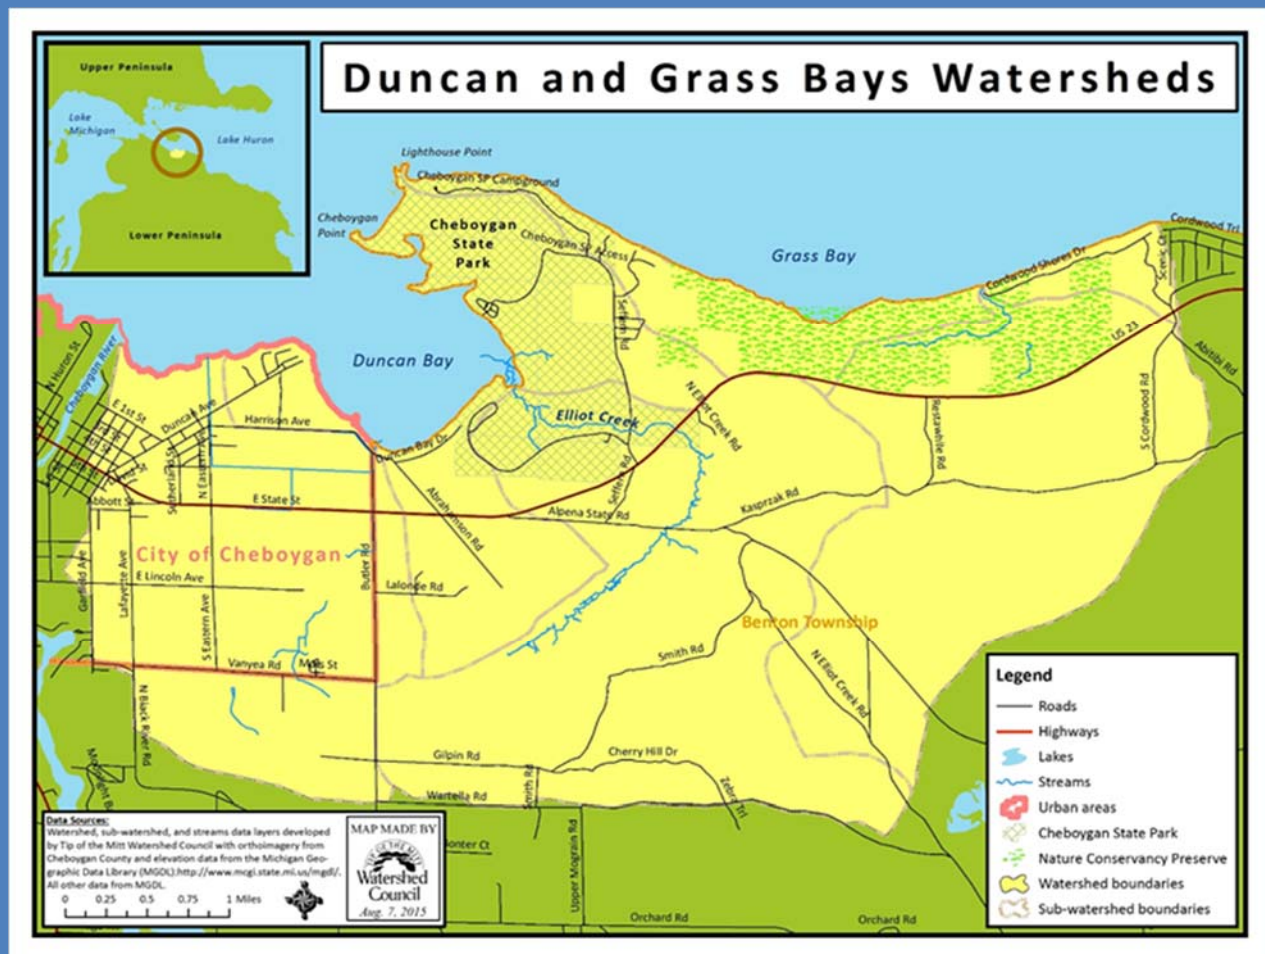 Duncan and Grass Bays Watersheds
Upper Peninsula
Lake
Michigan
Lake Huron
Lower Peninsula
Lighthouse Point
Cheboygan SP Campground
Cheboygan
Point
Cheboygan
State
Park
Cheboygan SP Access
Grass Bay
Cordwood Trl
Cordwood Shores Dr
Scenic Ct
US 23
Abitibi Rd
Seffern Rd
Duncan Bay
N Huron St
Cheboygan River
E 1st St
Duncan Ave
Harrison Ave
Duncan Bay Dr
Elliot Creek
N Elliot Creek Rd
Restawhile Rd
S Cordwood Rd
Sutherland St
N Eastern Ave
Abbott St
E State St
Abrahamson Rd
Seffern Rd
Alpena State Rd
Kasprzak Rd
City of Cheboygan
Garfield Ave
Lafayette Ave
E Lincoln Ave
Butler Rd
Lalonde Rd
S Eastern Ave
Benton Township
Vanyea Rd
Smith Rd
N Elliot Creek Rd
N Black River Rd
Gilpin Rd
Cherry Hill Dr
Smith Rd
Wartella Rd
Zebra Trl
Upper Mograin Rd
Orchard Rd
Orchard Rd
Legend
Roads
Highways
Lakes
Streams
Urban areas
Cheboygan State Park
Nature Conservancy Preserve
Watershed boundaries
Sub-watershed boundaries
Data Sources:
Watershed, sub-watershed, and streams data layers developed
by Tip of the Mitt Watershed Council with orthoimagery from
Cheboygan County and elevation data from the Michigan Geo-
graphic Data Library (MGDL):http://www.mcgi.state.mi.us/mgdl/.
All other data from MGDL.
0 0.25 0.5 0.75 1 Miles
MAP MADE BY
TIP OF THE MITT
Watershed
Council
Aug. 7, 2015